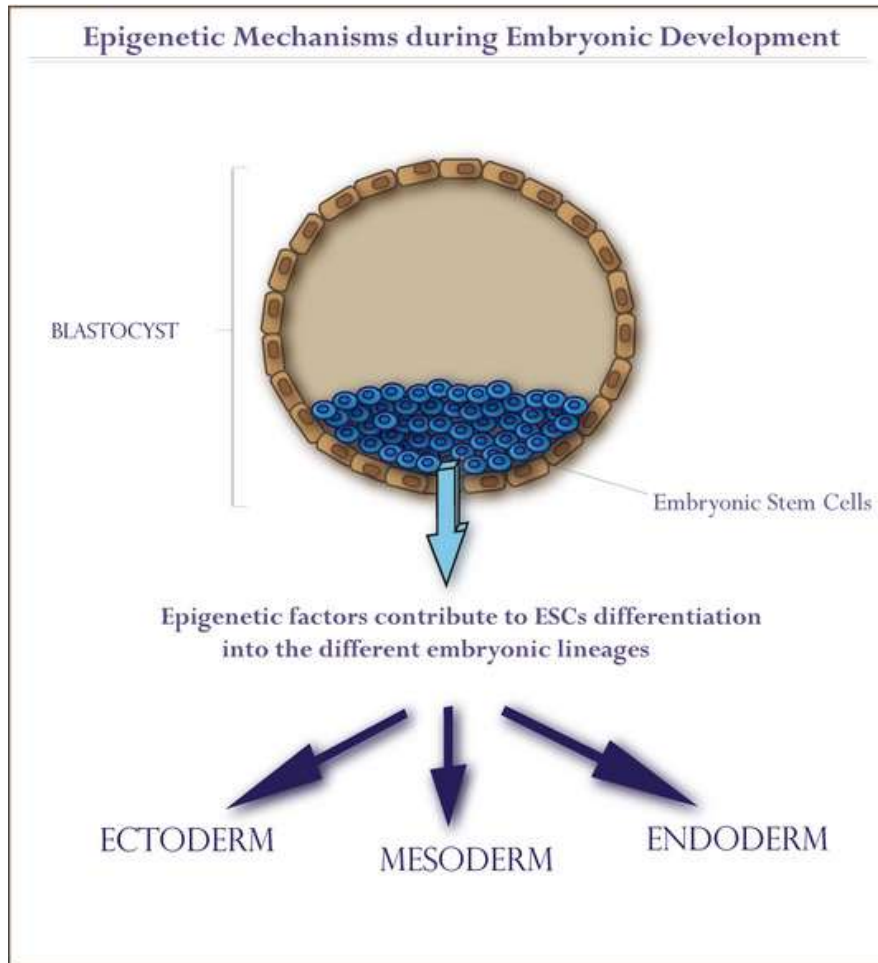 Epigenetic Mechanisms during Embryonic Development
BLASTOCYST
Embryonic Stem Cells
Epigenetic factors contribute to ESCs differentiation
into the different embryonic lineages
ECTODERM
MESODERM
ENDODERM